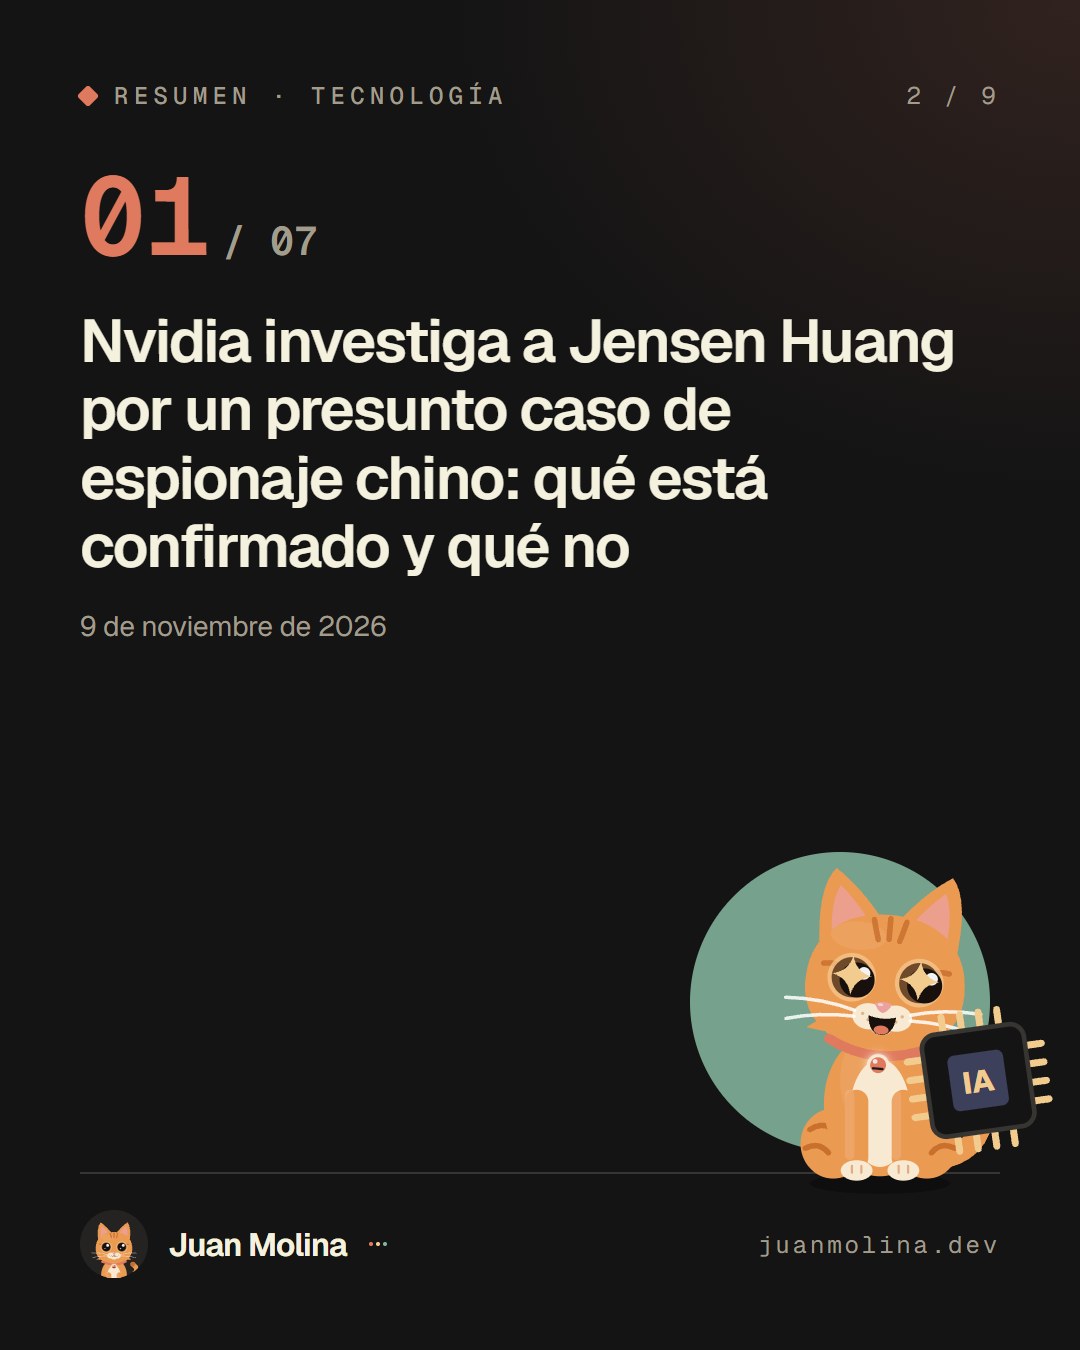 RESUMEN · TECNOLOGÍA
2 / 9
01 / 07
Nvidia investiga a Jensen Huang
por un presunto caso de
espionaje chino: qué está
confirmado y qué no
9 de noviembre de 2026
IA
Juan Molina
juanmolina.dev